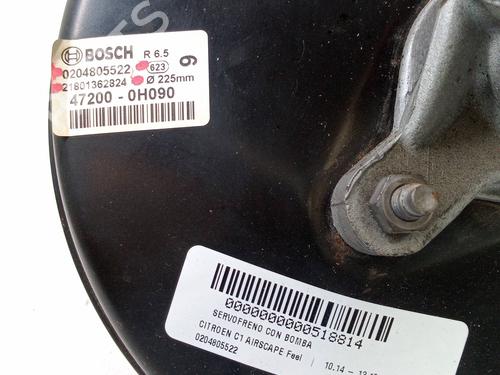 BOSCH R 6.5
6
0204805522 623
21801362824 Ø 225mm
47200 - 0H090
0000000000518814
SERVOFRENO CON BOMBA
CITROEN C1 AIRSCAPE Feel | 10.14 -
0204805522